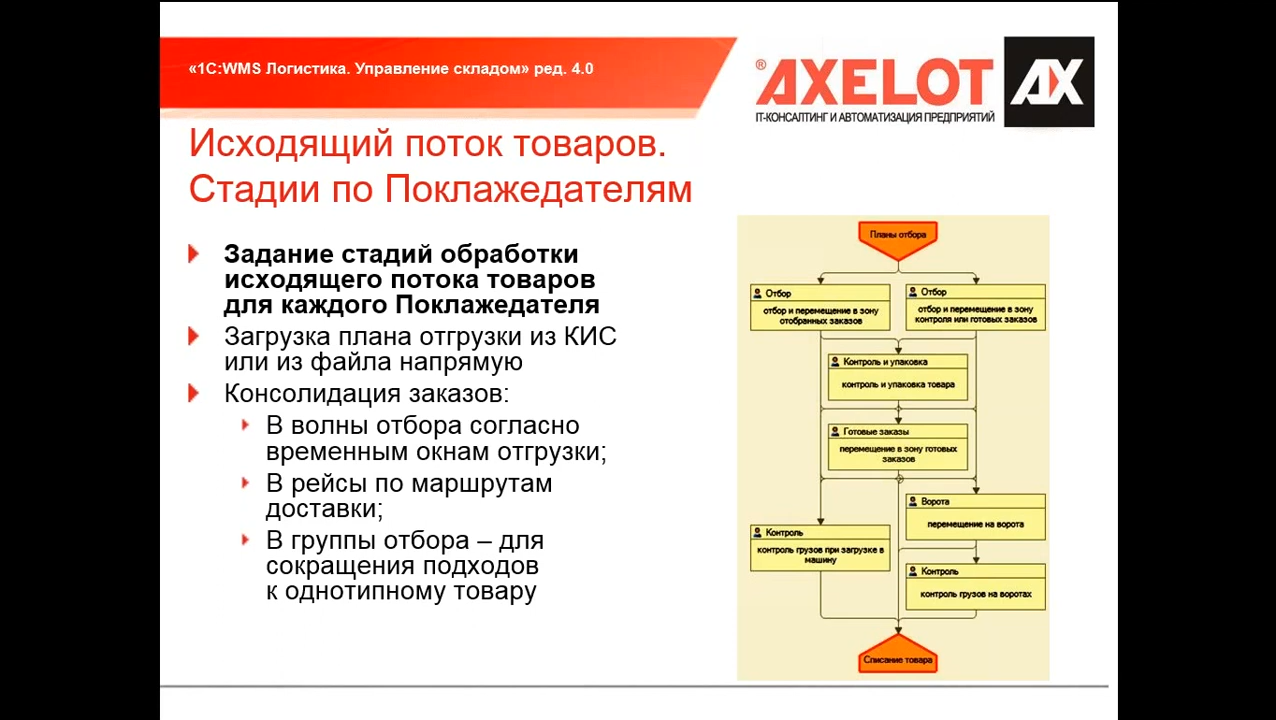 «1С:WMS Логистика. Управление складом» ред. 4.0
® AXELOT AX
IT-КОНСАЛТИНГ И АВТОМАТИЗАЦИЯ ПРЕДПРИЯТИЙ
Исходящий поток товаров.
Стадии по Поклажедателям
Задание стадий обработки
исходящего потока товаров
для каждого Поклажедателя
Загрузка плана отгрузки из КИС
или из файла напрямую
Консолидация заказов:
В волны отбора согласно
временным окнам отгрузки;
В рейсы по маршрутам
доставки;
В группы отбора – для
сокращения подходов
к однотипному товару
Планы отбора
Отбор
отбор и перемещение в зону
отобранных заказов
Отбор
отбор и перемещение в зону
контроля или готовых заказов
Контроль и упаковка
контроль и упаковка товара
Готовые заказы
перемещение в зону готовых
заказов
Ворота
перемещение на ворота
Контроль
контроль грузов при загрузке в
машину
Контроль
контроль грузов на воротах
Списание товара